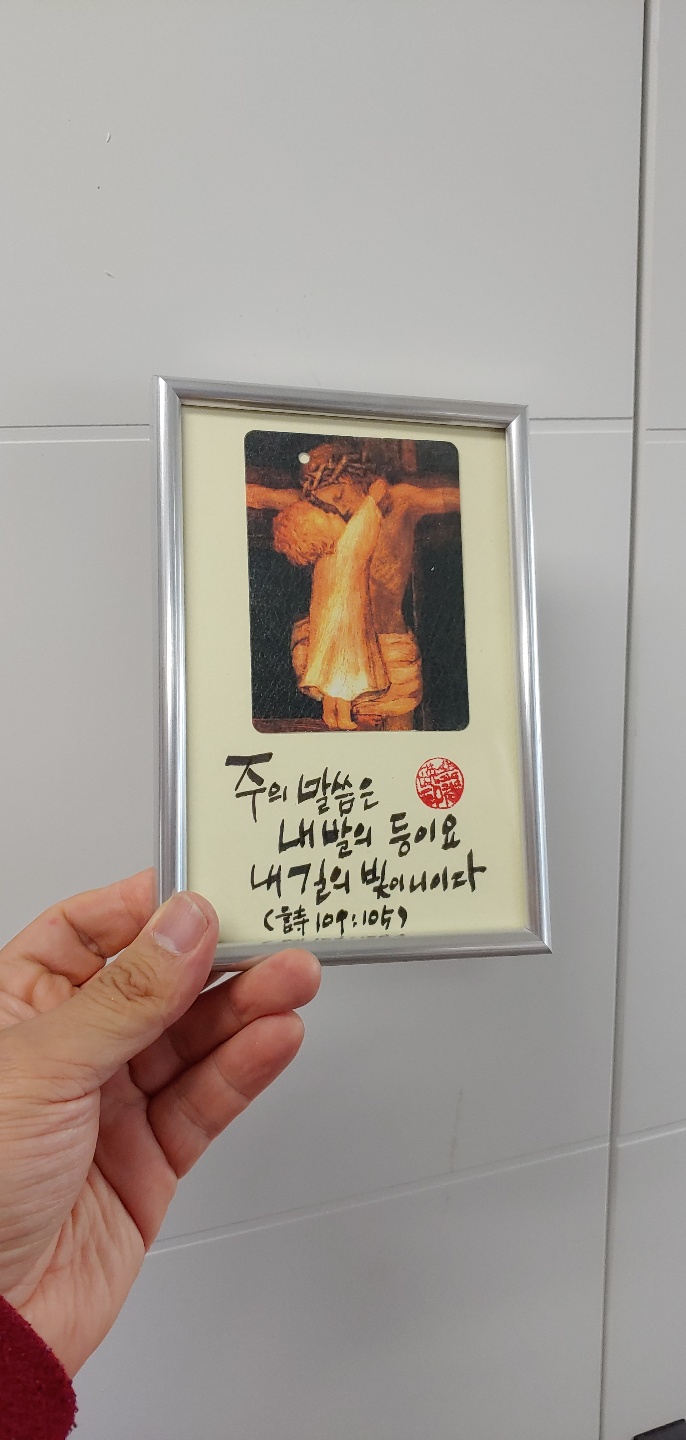 주의 말씀은
내 발의 등이요
내 길의 빛이니이다
(詩 109:105)